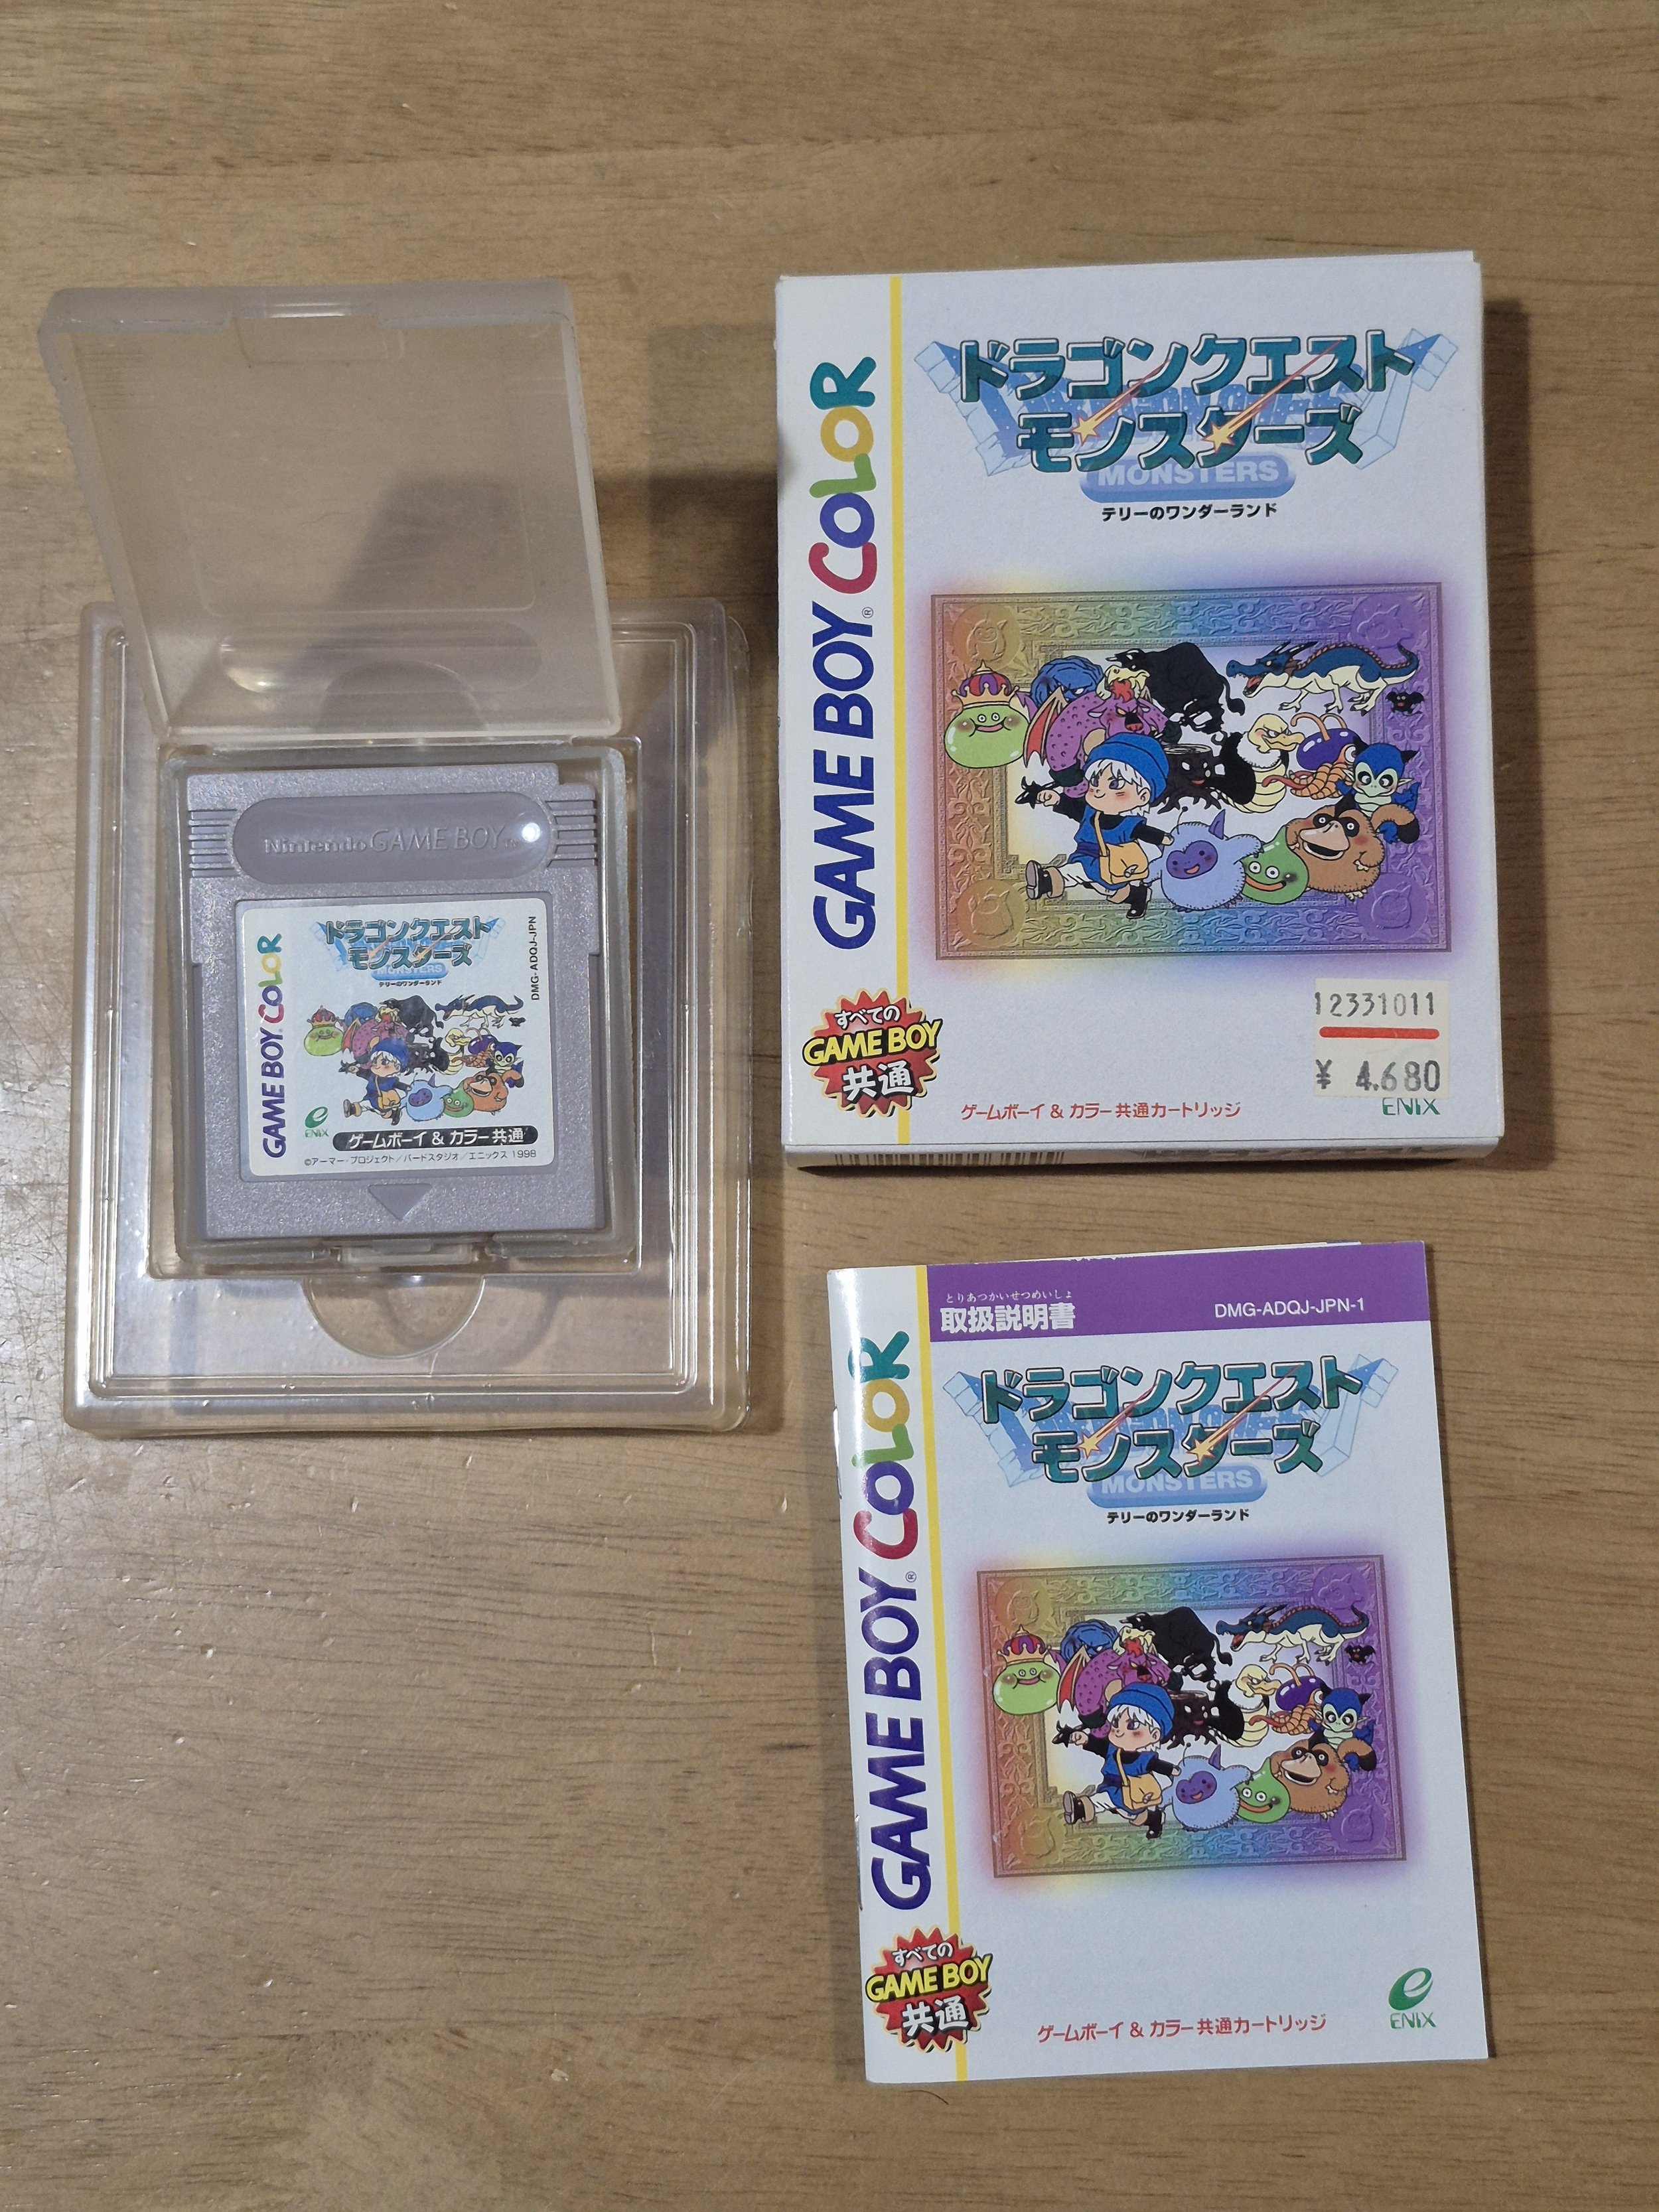 Nintendo GAME BOY
GAME BOY COLOR
ドラゴンクエスト
モンスターズ
MONSTERS
テリーのワンダーランド
DMG-ADQJ-JPN
ENIX
ゲームボーイ & カラー共通
©アーマー・プロジェクト/バードスタジオ/エニックス 1998
GAME BOY® COLOR
ドラゴンクエスト
モンスターズ
MONSTERS
テリーのワンダーランド
すべての
GAME BOY
共通
ゲームボーイ & カラー共通カートリッジ
12331011
¥ 4.680
ENIX
とりあつかいせつめいしょ
取扱説明書
DMG-ADQJ-JPN-1
GAME BOY® COLOR
ドラゴンクエスト
モンスターズ
MONSTERS
テリーのワンダーランド
すべての
GAME BOY
共通
ゲームボーイ & カラー共通カートリッジ
ENIX